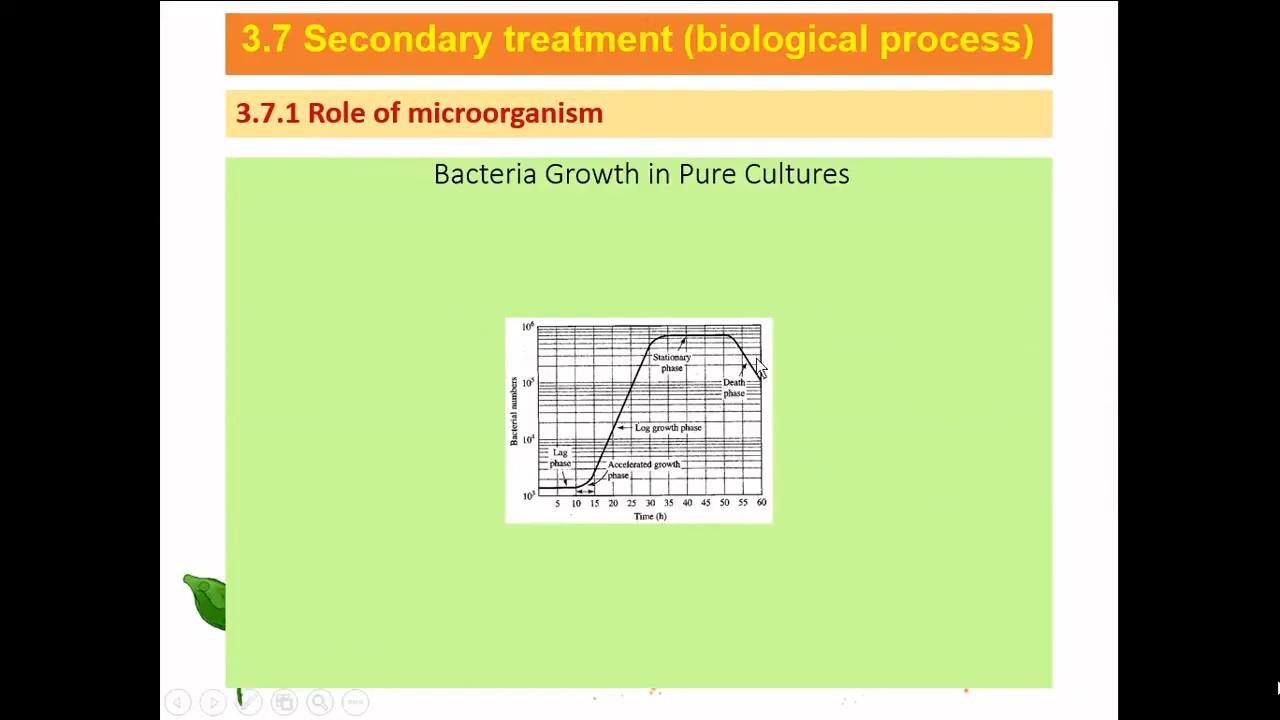 3.7 Secondary treatment (biological process)
3.7.1 Role of microorganism
Bacteria Growth in Pure Cultures
10⁶
10⁵
10⁴
10³
Bacterial numbers
Stationary
phase
Death
phase
Log growth phase
Lag
phase
Accelerated growth
phase
5 10 15 20 25 30 35 40 45 50 55 60
Time (h)